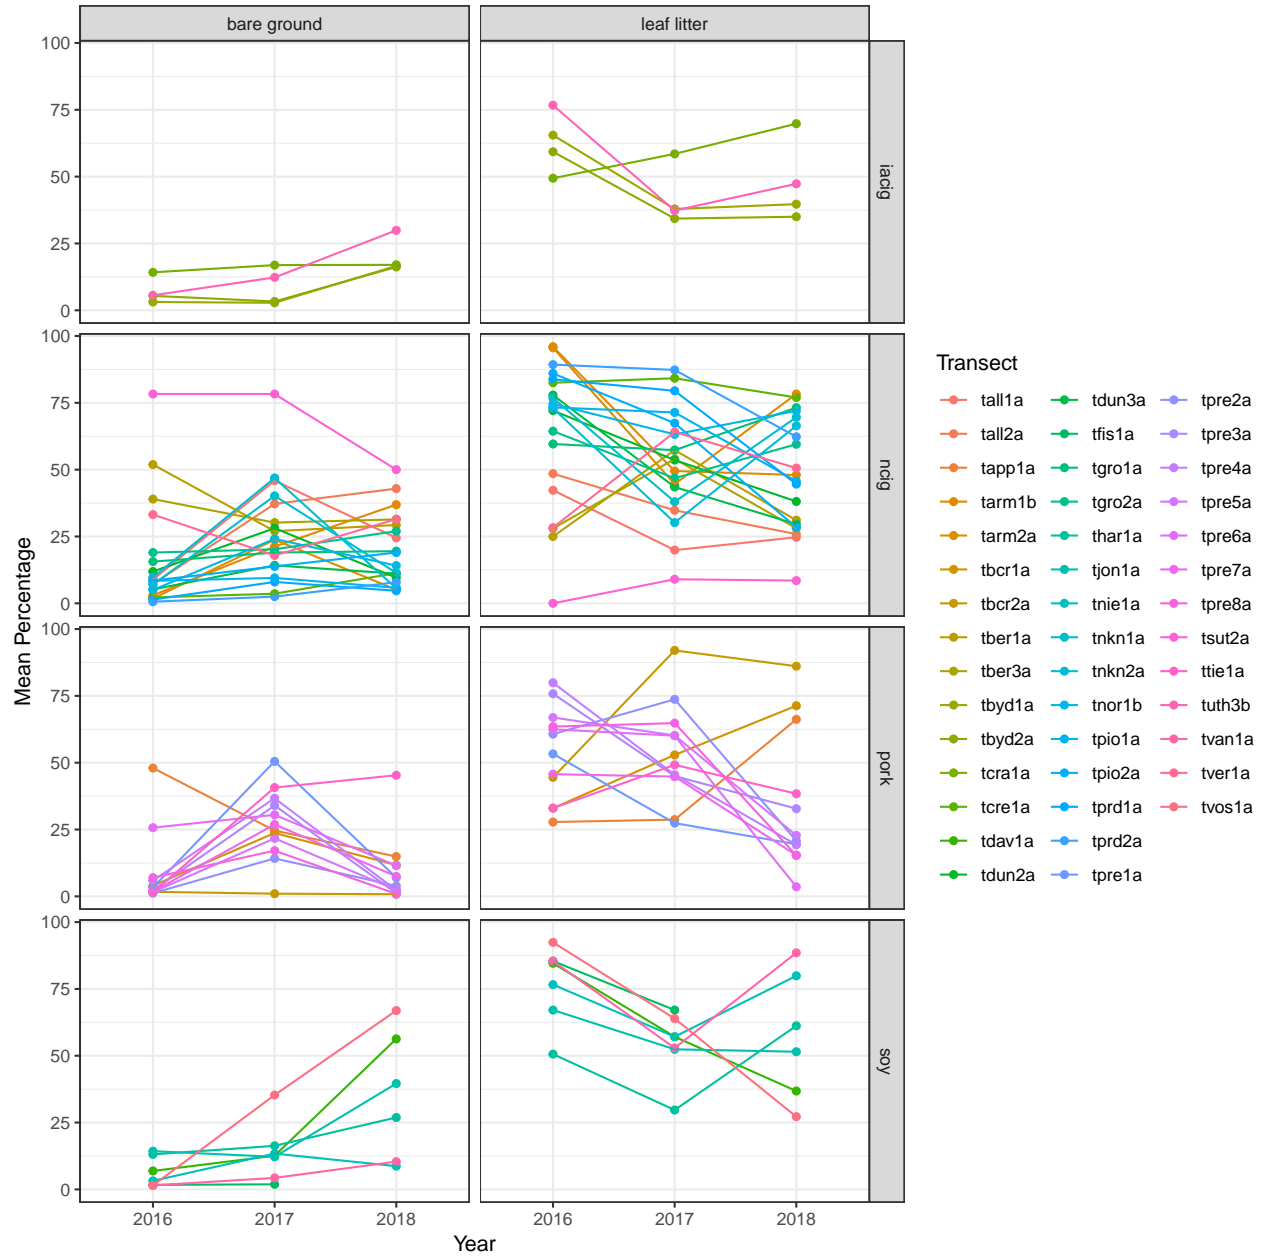 bare ground
leaf litter
100
75
50
25
0
iacig
100
75
50
25
0
ncig
100
75
50
25
0
pork
100
75
50
25
0
soy
2016 2017 2018
2016 2017 2018
Year
Mean Percentage
Transect
tall1a tdun3a tpre2a
tall2a tfis1a tpre3a
tapp1a tgro1a tpre4a
tarm1b tgro2a tpre5a
tarm2a thar1a tpre6a
tbcr1a tjon1a tpre7a
tbcr2a tnie1a tpre8a
tber1a tnkn1a tsut2a
tber3a tnkn2a ttie1a
tbyd1a tnor1b tuth3b
tbyd2a tpio1a tvan1a
tcra1a tpio2a tver1a
tcre1a tprd1a tvos1a
tdav1a tprd2a
tdun2a tpre1a